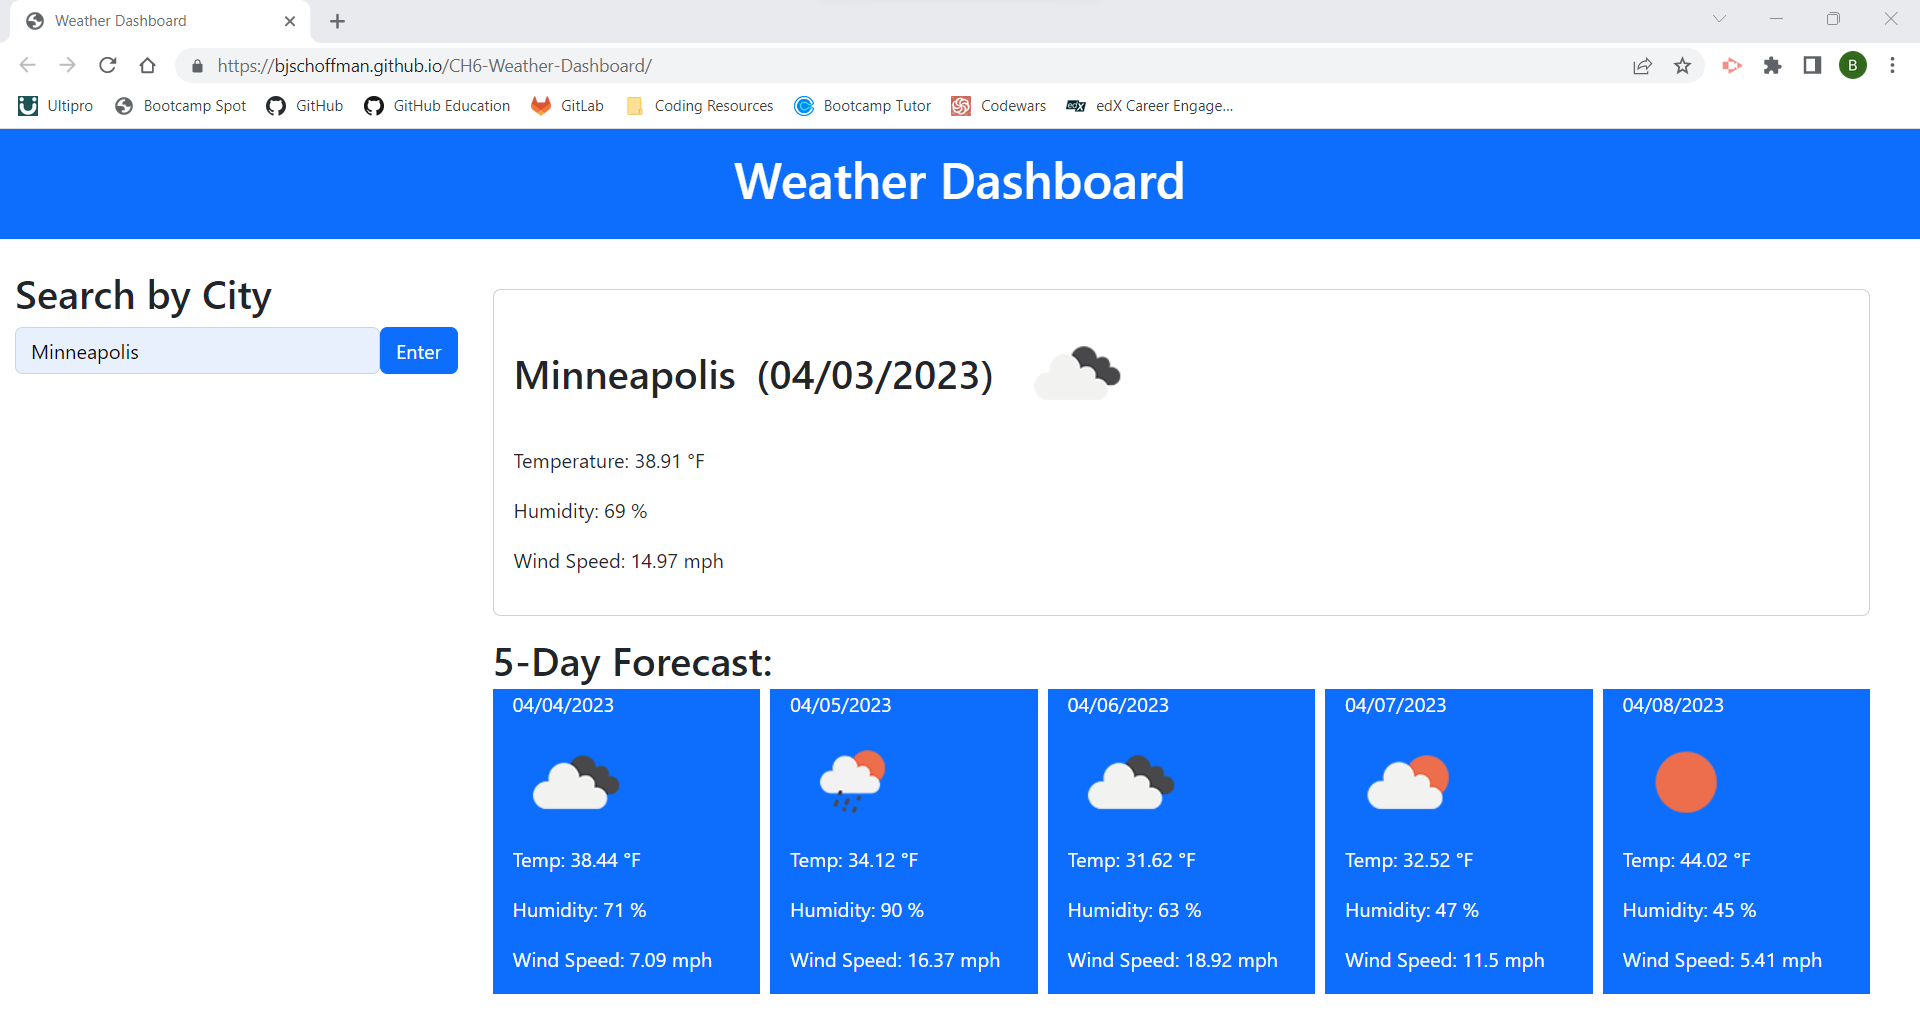 Weather Dashboard
https://bjschoffman.github.io/CH6-Weather-Dashboard/
B
Ultipro Bootcamp Spot GitHub GitHub Education GitLab Coding Resources Bootcamp Tutor Codewars edX edX Career Engage...
Weather Dashboard
Search by City
Minneapolis Enter
Minneapolis (04/03/2023)
Temperature: 38.91 °F
Humidity: 69 %
Wind Speed: 14.97 mph
5-Day Forecast:
04/04/2023
Temp: 38.44 °F
Humidity: 71 %
Wind Speed: 7.09 mph
04/05/2023
Temp: 34.12 °F
Humidity: 90 %
Wind Speed: 16.37 mph
04/06/2023
Temp: 31.62 °F
Humidity: 63 %
Wind Speed: 18.92 mph
04/07/2023
Temp: 32.52 °F
Humidity: 47 %
Wind Speed: 11.5 mph
04/08/2023
Temp: 44.02 °F
Humidity: 45 %
Wind Speed: 5.41 mph